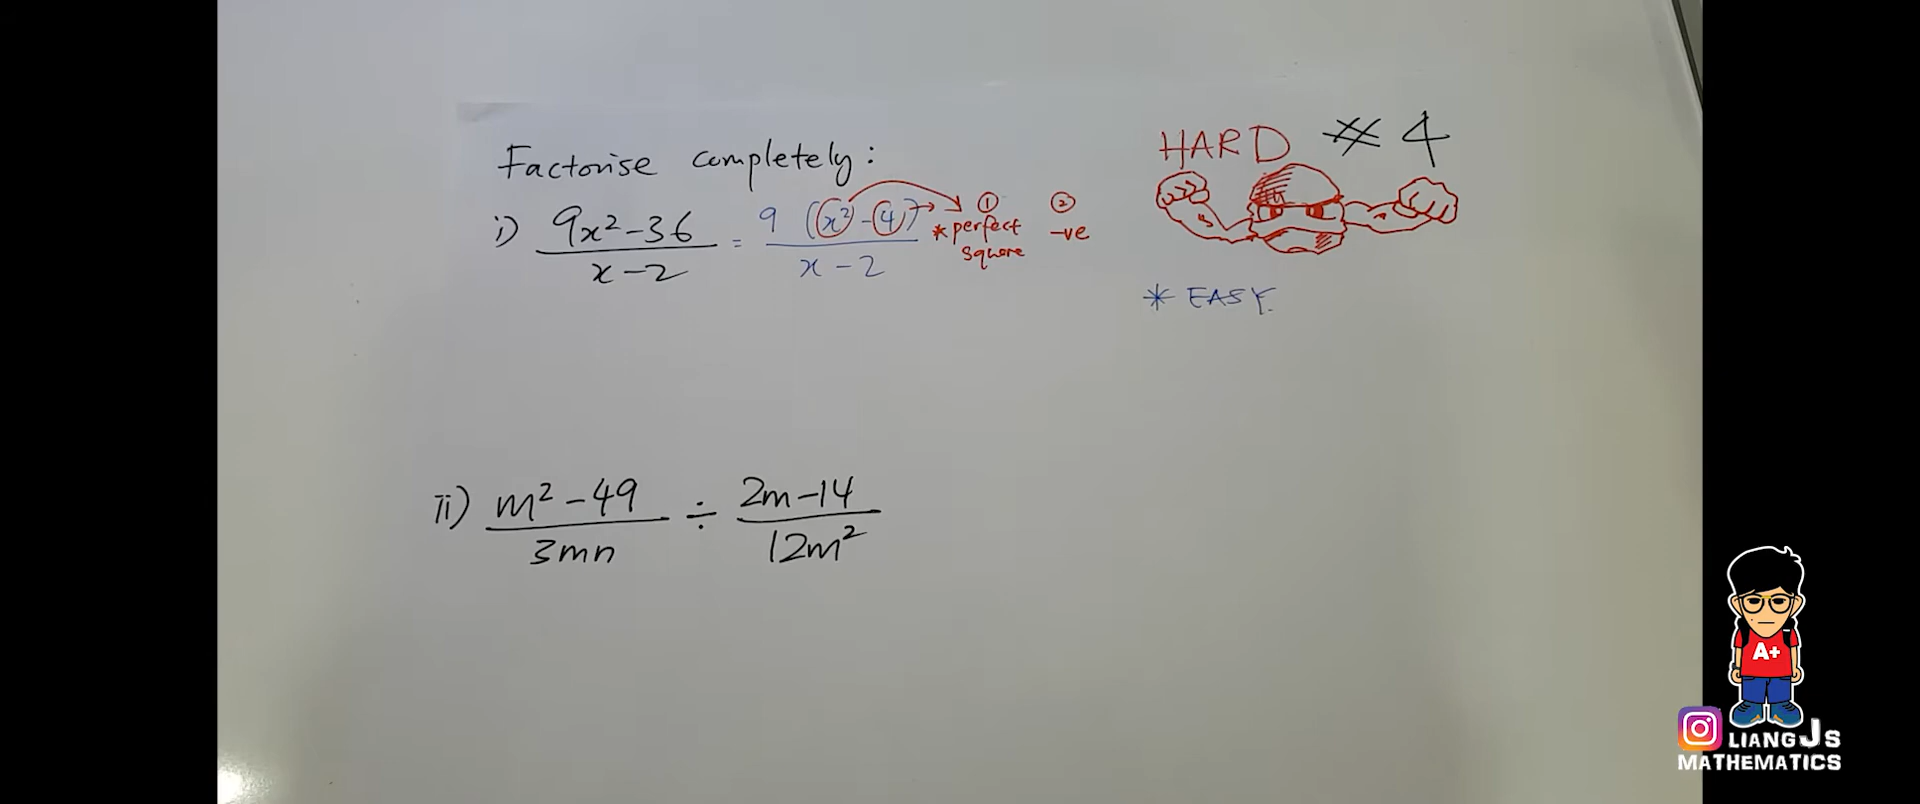 HARD # 4
Factorise completely:
i) 9x²-36 / x-2 = 9 (x²-4) / x-2
① ②
* perfect -ve
square
* EASY.
ii) m²-49 / 3mn ÷ 2m-14 / 12m²
A+
LIANGJS
MATHEMATICS